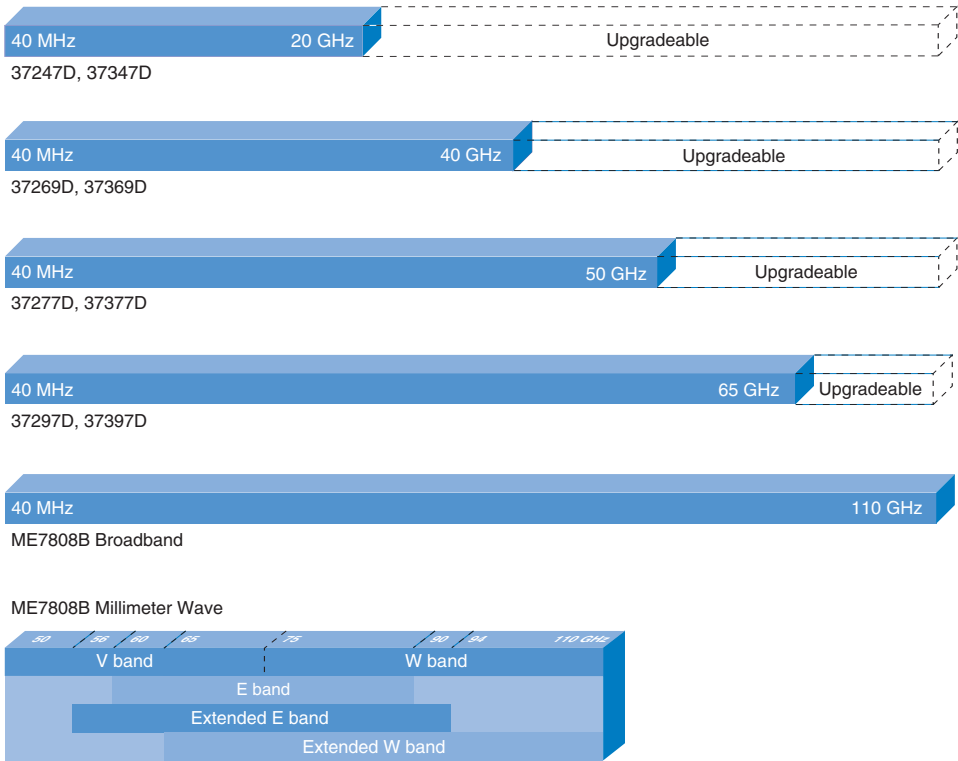 40 MHz 20 GHz Upgradeable
37247D, 37347D
40 MHz 40 GHz Upgradeable
37269D, 37369D
40 MHz 50 GHz Upgradeable
37277D, 37377D
40 MHz 65 GHz Upgradeable
37297D, 37397D
40 MHz 110 GHz
ME7808B Broadband
ME7808B Millimeter Wave
50 56 60 65 75 90 94 110 GHz
V band W band
E band
Extended E band
Extended W band